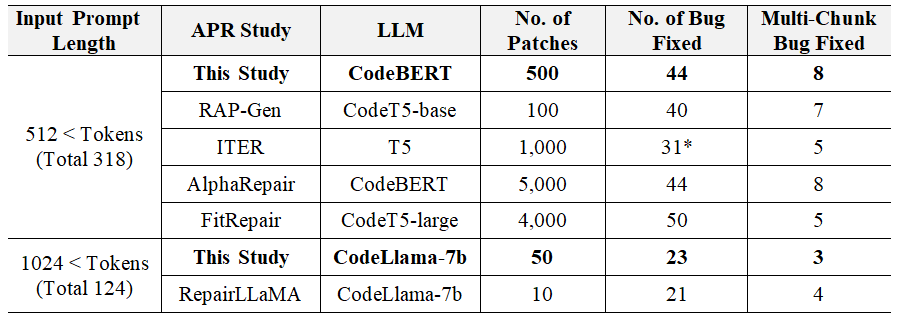 Input Prompt Length | APR Study | LLM | No. of Patches | No. of Bug Fixed | Multi-Chunk Bug Fixed
512 < Tokens (Total 318) | This Study | CodeBERT | 500 | 44 | 8
RAP-Gen | CodeT5-base | 100 | 40 | 7
ITER | T5 | 1,000 | 31* | 5
AlphaRepair | CodeBERT | 5,000 | 44 | 8
FitRepair | CodeT5-large | 4,000 | 50 | 5
1024 < Tokens (Total 124) | This Study | CodeLlama-7b | 50 | 23 | 3
RepairLLaMA | CodeLlama-7b | 10 | 21 | 4